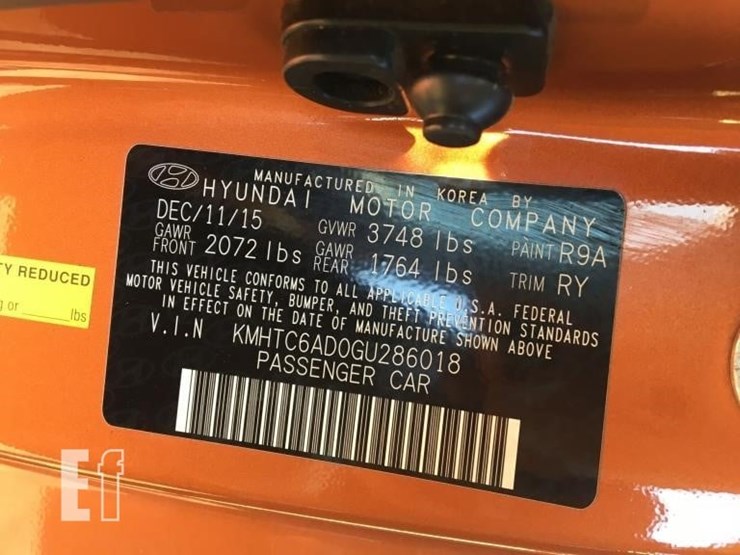 MANUFACTURED IN KOREA BY
HYUNDAI MOTOR COMPANY
DEC/11/15 GVWR 3748 lbs PAINT R9A
GAWR FRONT 2072 lbs GAWR REAR 1764 lbs TRIM RY
THIS VEHICLE CONFORMS TO ALL APPLICABLE U.S.A. FEDERAL
MOTOR VEHICLE SAFETY, BUMPER, AND THEFT PREVENTION STANDARDS
IN EFFECT ON THE DATE OF MANUFACTURE SHOWN ABOVE
V.I.N KMHTC6AD0GU286018
PASSENGER CAR
TY REDUCED
g or ____ lbs
Ef